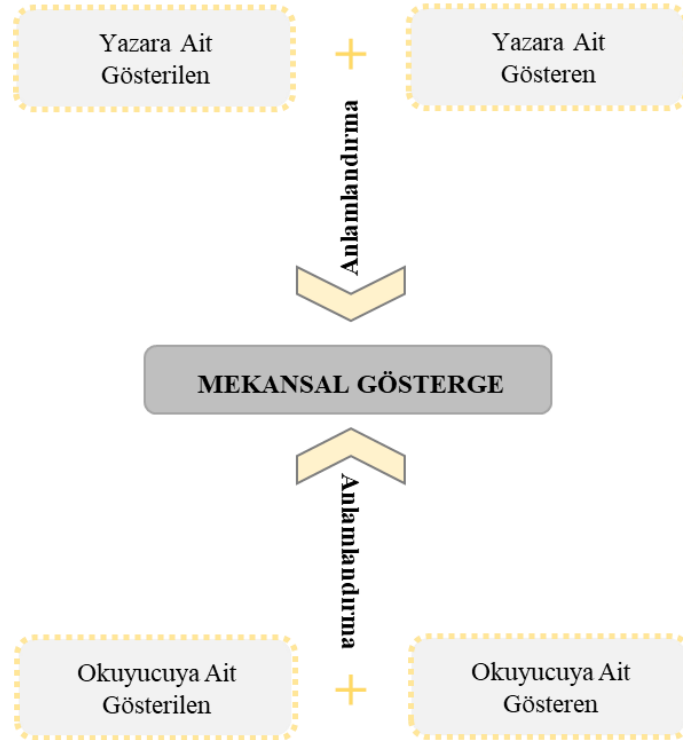 Yazara Ait
Gösterilen
+
Yazara Ait
Gösteren
Anlamlandırma
MEKANSAL GÖSTERGE
Anlamlandırma
Okuyucuya Ait
Gösterilen
+
Okuyucuya Ait
Gösteren